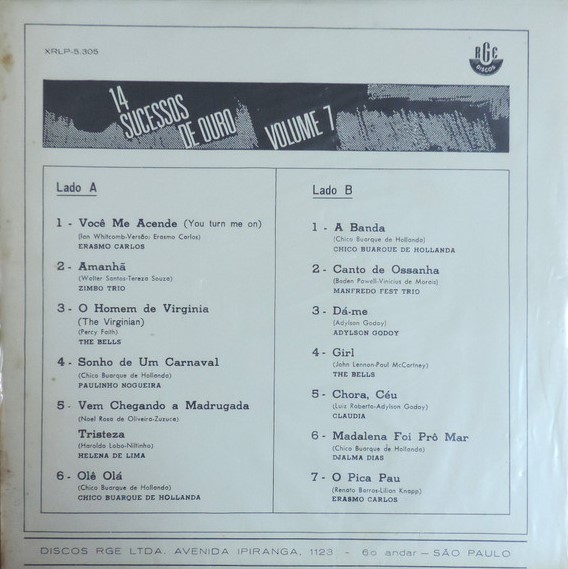 XRLP-5.305
RGE
DISCOS
14
SUCESSOS
DE OURO
VOLUME 7
Lado A
1 - Você Me Acende (You turn me on)
(Ian Whitcomb-Versão: Erasmo Carlos)
ERASMO CARLOS
2 - Amanhã
(Walter Santos-Tereza Souza)
ZIMBO TRIO
3 - O Homem de Virgínia
(The Virginian)
(Percy Faith)
THE BELLS
4 - Sonho de Um Carnaval
(Chico Buarque de Hollanda)
PAULINHO NOGUEIRA
5 - Vem Chegando a Madrugada
(Noel Rosa de Oliveira-Zuzuca)
Tristeza
(Haroldo Lobo-Niltinho)
HELENA DE LIMA
6 - Olê Olá
(Chico Buarque de Hollanda)
CHICO BUARQUE DE HOLLANDA
Lado B
1 - A Banda
(Chico Buarque de Hollanda)
CHICO BUARQUE DE HOLLANDA
2 - Canto de Ossanha
(Baden Powell-Vinicius de Morais)
MANFREDO FEST TRIO
3 - Dá-me
(Adylson Godoy)
ADYLSON GODOY
4 - Girl
(John Lennon-Paul McCartney)
THE BELLS
5 - Chora, Céu
(Luiz Roberto-Adylson Godoy)
CLAUDIA
6 - Madalena Foi Prô Mar
(Chico Buarque de Hollanda)
DJALMA DIAS
7 - O Pica Pau
(Renato Barros-Lilian Knapp)
ERASMO CARLOS
DISCOS RGE LTDA. AVENIDA IPIRANGA, 1123 - 6o andar — SÃO PAULO